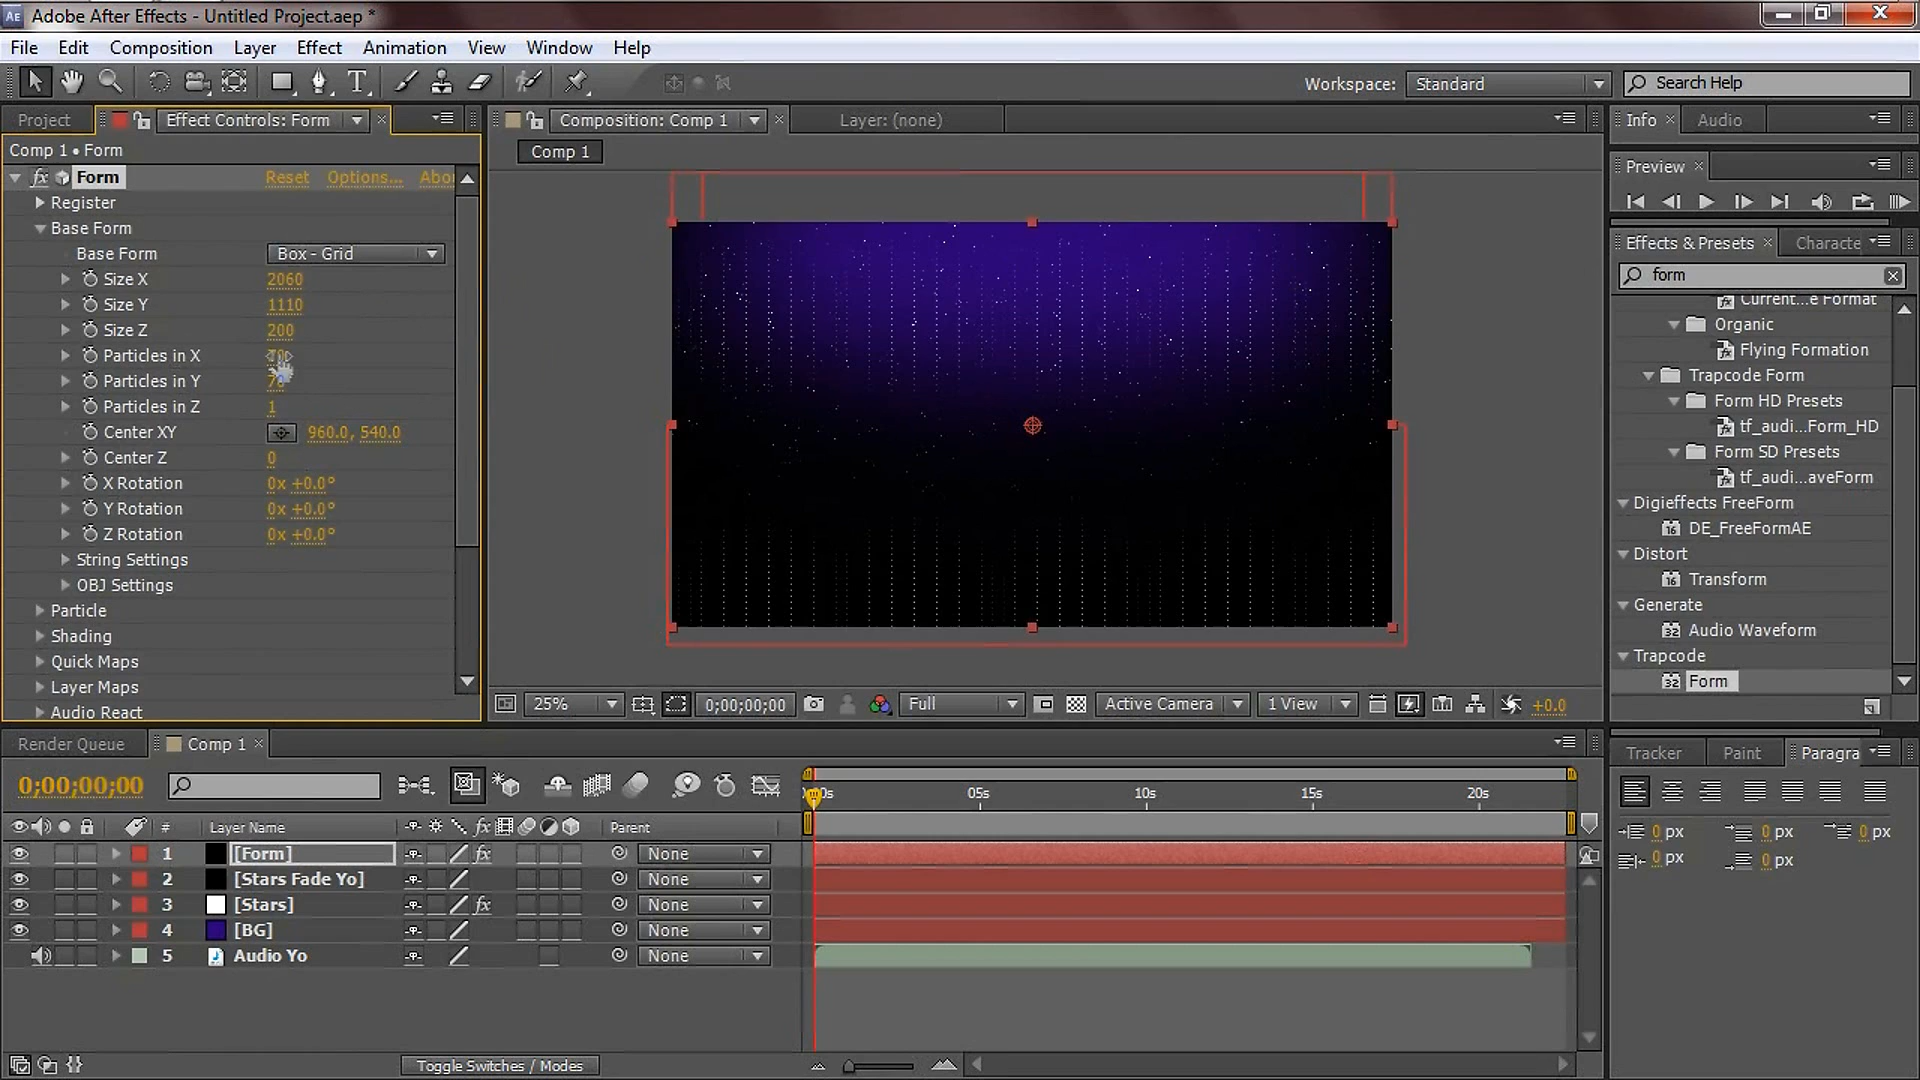 Adobe After Effects - Untitled Project.aep *
File Edit Composition Layer Effect Animation View Window Help
Workspace: Standard Search Help
Project Effect Controls: Form Composition: Comp 1 Layer: (none) Info Audio
Comp 1 • Form
Comp 1
Preview
Form Reset Options... Abo
Register
Base Form
Base Form Box - Grid
Size X 2060
Size Y 1110
Size Z 200
Particles in X
Particles in Y 70
Particles in Z 1
Center XY 960.0, 540.0
Center Z 0
X Rotation 0x +0.0°
Y Rotation 0x +0.0°
Z Rotation 0x +0.0°
String Settings
OBJ Settings
Particle
Shading
Quick Maps
Layer Maps
Audio React
25% 0;00;00;00 Full Active Camera 1 View +0.0
Effects & Presets Characte
form
Current...e Format
Organic
Flying Formation
Trapcode Form
Form HD Presets
tf_audi...Form_HD
Form SD Presets
tf_audi...aveForm
Digieffects FreeForm
DE_FreeFormAE
Distort
Transform
Generate
Audio Waveform
Trapcode
Form
Render Queue Comp 1
0;00;00;00
0s 05s 10s 15s 20s
# Layer Name Parent
1 [Form] None
2 [Stars Fade Yo] None
3 [Stars] None
4 [BG] None
5 Audio Yo None
Toggle Switches / Modes
Tracker Paint Paragra
0 px 0 px 0 px
0 px 0 px